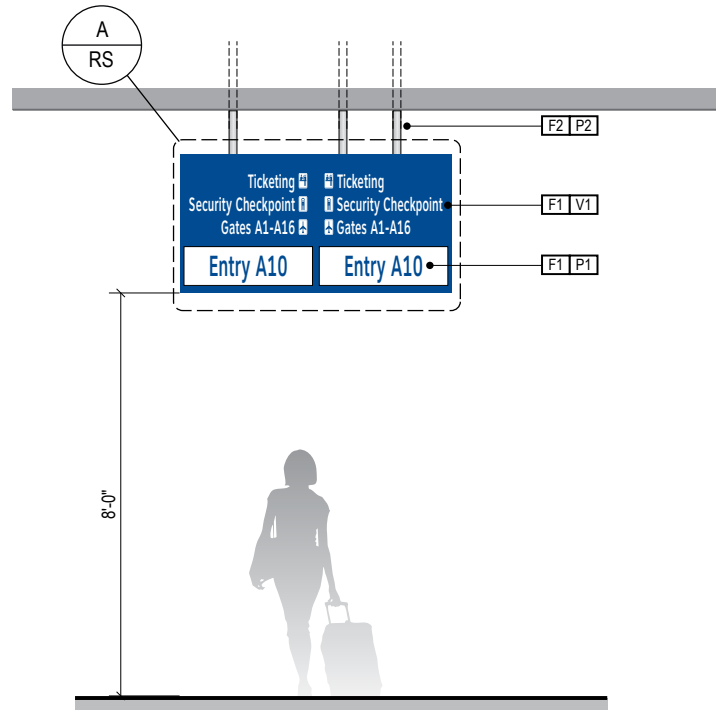 A
RS
F2 P2
Ticketing Ticketing
Security Checkpoint Security Checkpoint
F1 V1
Gates A1-A16 Gates A1-A16
Entry A10 Entry A10
F1 P1
8'-0"